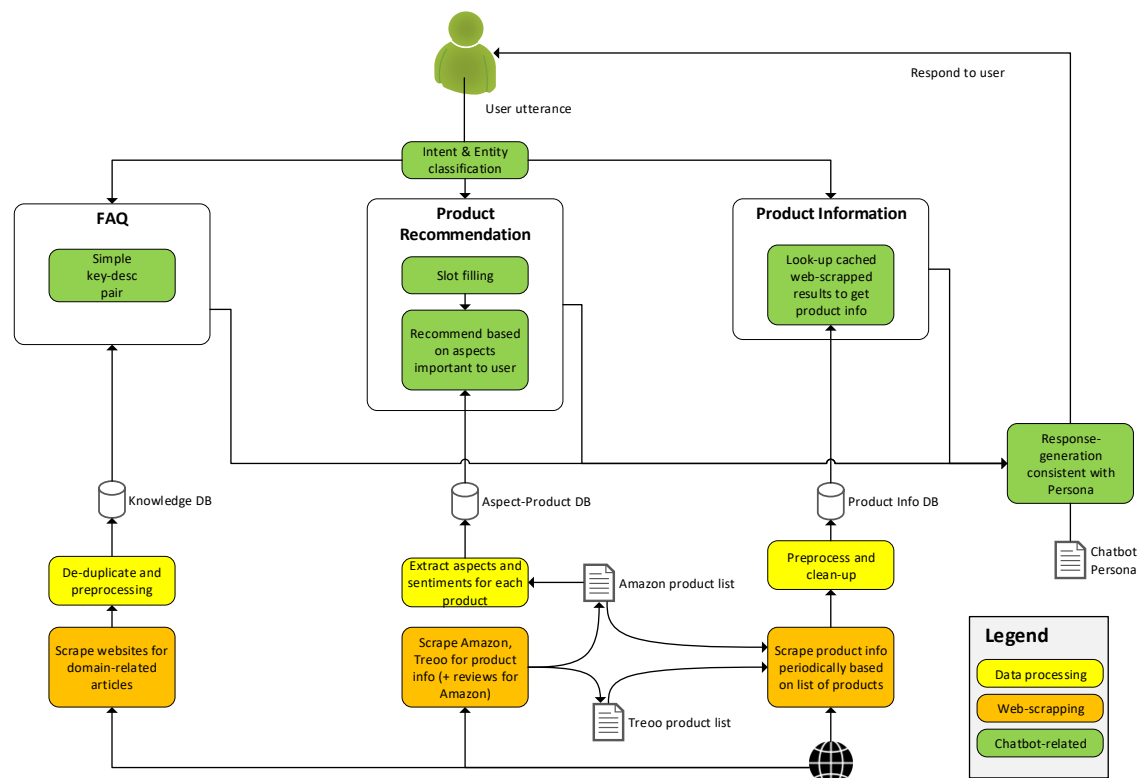 Respond to user
User utterance
Intent & Entity
classification
FAQ
Simple
key-desc
pair
Product
Recommendation
Slot filling
Recommend based
on aspects
important to user
Product Information
Look-up cached
web-scrapped
results to get
product info
Response-
generation
consistent with
Persona
Knowledge DB
Aspect-Product DB
Product Info DB
Chatbot
Persona
De-duplicate and
preprocessing
Extract aspects and
sentiments for each
product
Amazon product list
Preprocess and
clean-up
Scrape websites for
domain-related
articles
Scrape Amazon,
Treoo for product
info (+ reviews for
Amazon)
Treoo product list
Scrape product info
periodically based
on list of products
Legend
Data processing
Web-scrapping
Chatbot-related